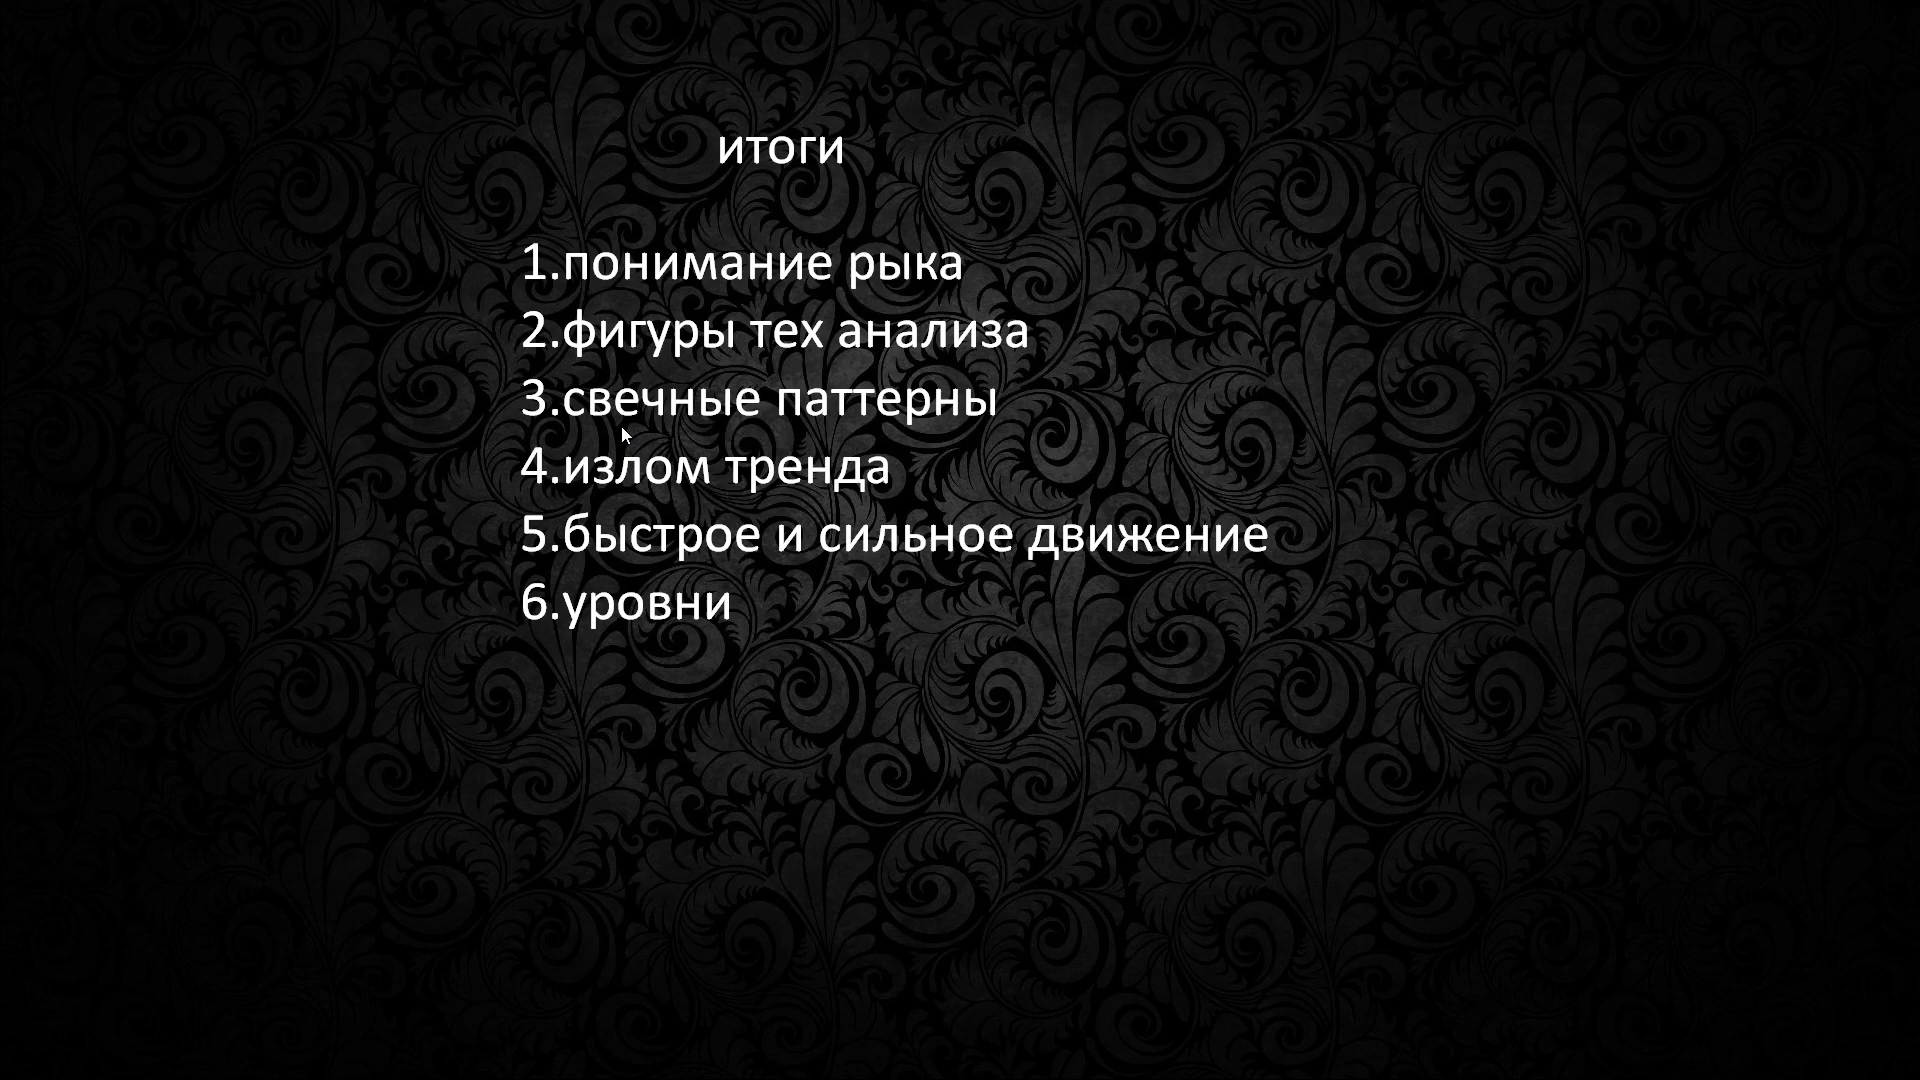 итоги
1.понимание рыка
2.фигуры тех анализа
3.свечные паттерны
4.излом тренда
5.быстрое и сильное движение
6.уровни